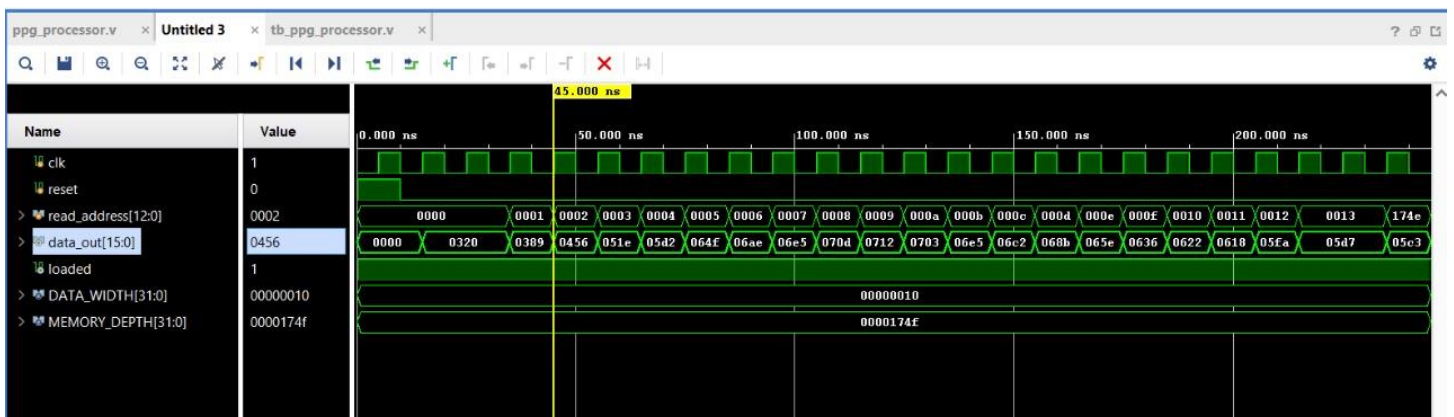 ppg_processor.v × Untitled 3 × tb_ppg_processor.v ×
45.000 ns
Name Value 0.000 ns 50.000 ns 100.000 ns 150.000 ns 200.000 ns
clk 1
reset 0
read_address[12:0] 0002 0000 0001 0002 0003 0004 0005 0006 0007 0008 0009 000a 000b 000c 000d 000e 000f 0010 0011 0012 0013 174e
data_out[15:0] 0456 0000 0320 0389 0456 051e 05d2 064f 06ae 06e5 070d 0712 0703 06e5 06c2 068b 065e 0636 0622 0618 05fa 05d7 05c3
loaded 1
DATA_WIDTH[31:0] 00000010 00000010
MEMORY_DEPTH[31:0] 0000174f 0000174f